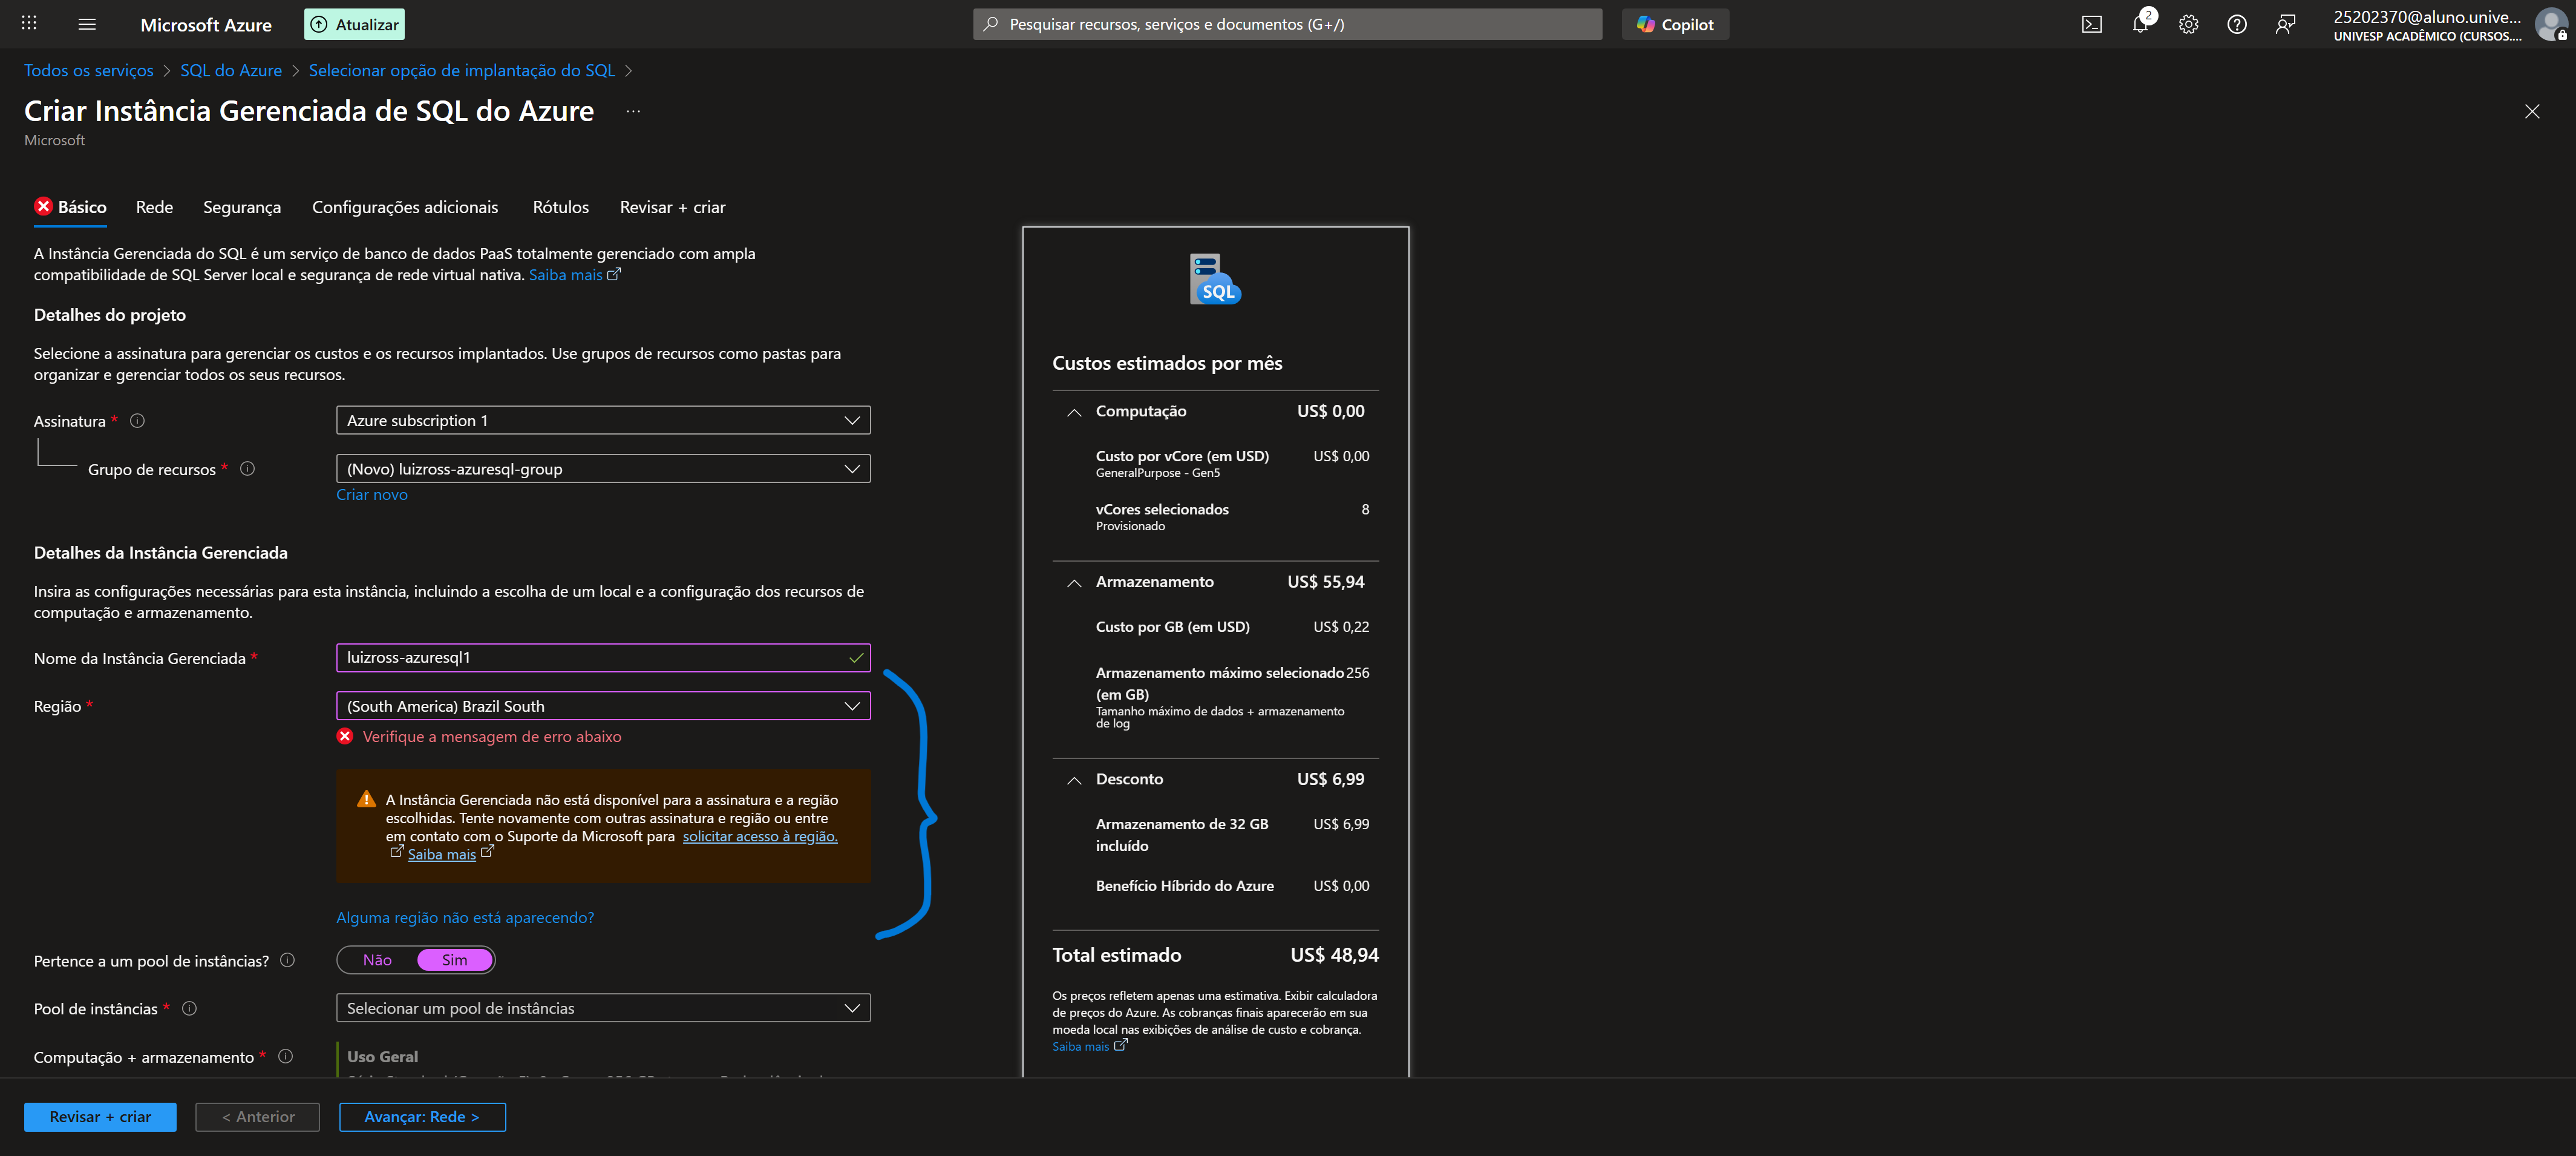 Microsoft Azure
Atualizar
Pesquisar recursos, serviços e documentos (G+/)
Copilot
2
25202370@aluno.unive...
UNIVESP ACADÊMICO (CURSOS....
Todos os serviços > SQL do Azure > Selecionar opção de implantação do SQL >
Criar Instância Gerenciada de SQL do Azure ...
Microsoft
Básico Rede Segurança Configurações adicionais Rótulos Revisar + criar
A Instância Gerenciada do SQL é um serviço de banco de dados PaaS totalmente gerenciado com ampla
compatibilidade de SQL Server local e segurança de rede virtual nativa. Saiba mais
Detalhes do projeto
Selecione a assinatura para gerenciar os custos e os recursos implantados. Use grupos de recursos como pastas para
organizar e gerenciar todos os seus recursos.
Assinatura *
Azure subscription 1
Grupo de recursos *
(Novo) luizross-azuresql-group
Criar novo
Detalhes da Instância Gerenciada
Insira as configurações necessárias para esta instância, incluindo a escolha de um local e a configuração dos recursos de
computação e armazenamento.
Nome da Instância Gerenciada *
luizross-azuresql1
Região *
(South America) Brazil South
Verifique a mensagem de erro abaixo
A Instância Gerenciada não está disponível para a assinatura e a região
escolhidas. Tente novamente com outras assinatura e região ou entre
em contato com o Suporte da Microsoft para solicitar acesso à região.
Saiba mais
Alguma região não está aparecendo?
Pertence a um pool de instâncias?
Não Sim
Pool de instâncias *
Selecionar um pool de instâncias
Computação + armazenamento *
Uso Geral
Revisar + criar
< Anterior
Avançar: Rede >
SQL
Custos estimados por mês
Computação US$ 0,00
Custo por vCore (em USD) US$ 0,00
GeneralPurpose - Gen5
vCores selecionados 8
Provisionado
Armazenamento US$ 55,94
Custo por GB (em USD) US$ 0,22
Armazenamento máximo selecionado 256
(em GB)
Tamanho máximo de dados + armazenamento
de log
Desconto US$ 6,99
Armazenamento de 32 GB US$ 6,99
incluído
Benefício Híbrido do Azure US$ 0,00
Total estimado US$ 48,94
Os preços refletem apenas uma estimativa. Exibir calculadora
de preços do Azure. As cobranças finais aparecerão em sua
moeda local nas exibições de análise de custo e cobrança.
Saiba mais